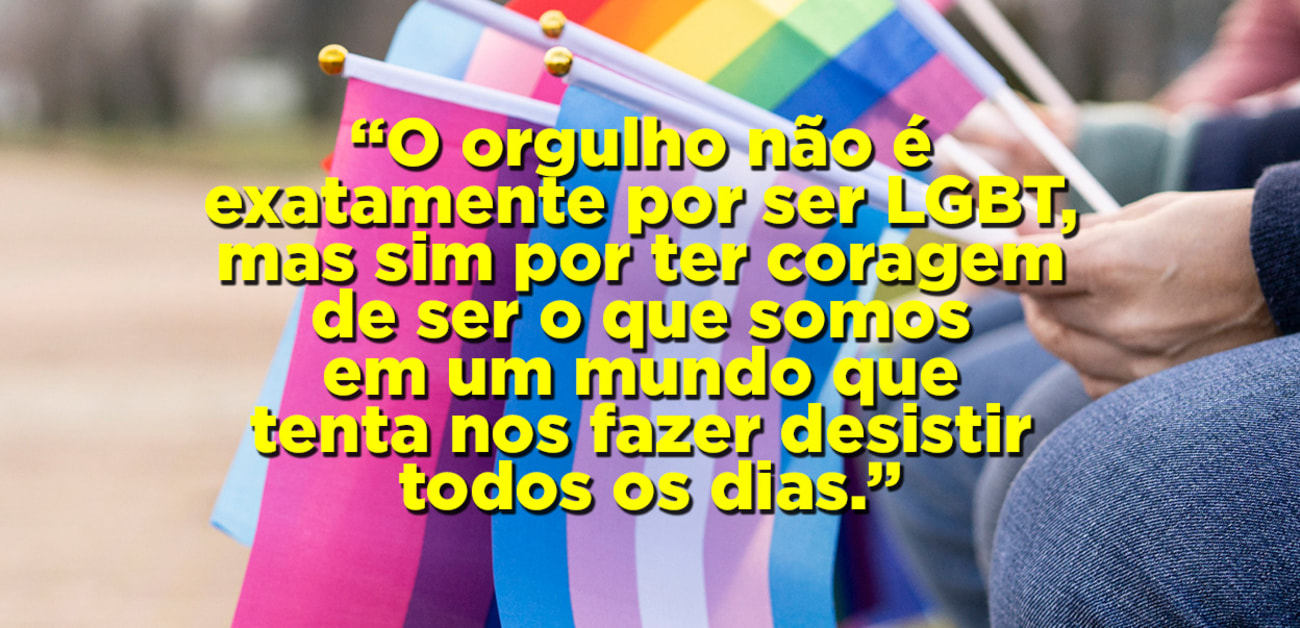 “O orgulho não é
exatamente por ser LGBT,
mas sim por ter coragem
de ser o que somos
em um mundo que
tenta nos fazer desistir
todos os dias.”